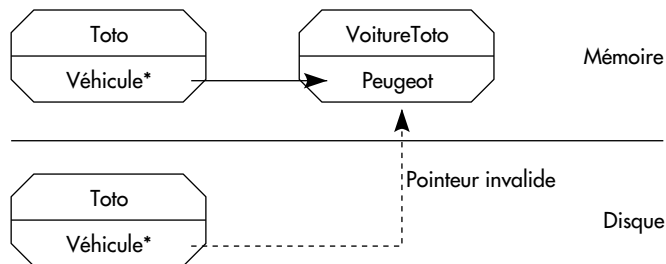 Toto
VoitureToto
Véhicule*
Peugeot
Mémoire
Pointeur invalide
Toto
Véhicule*
Disque